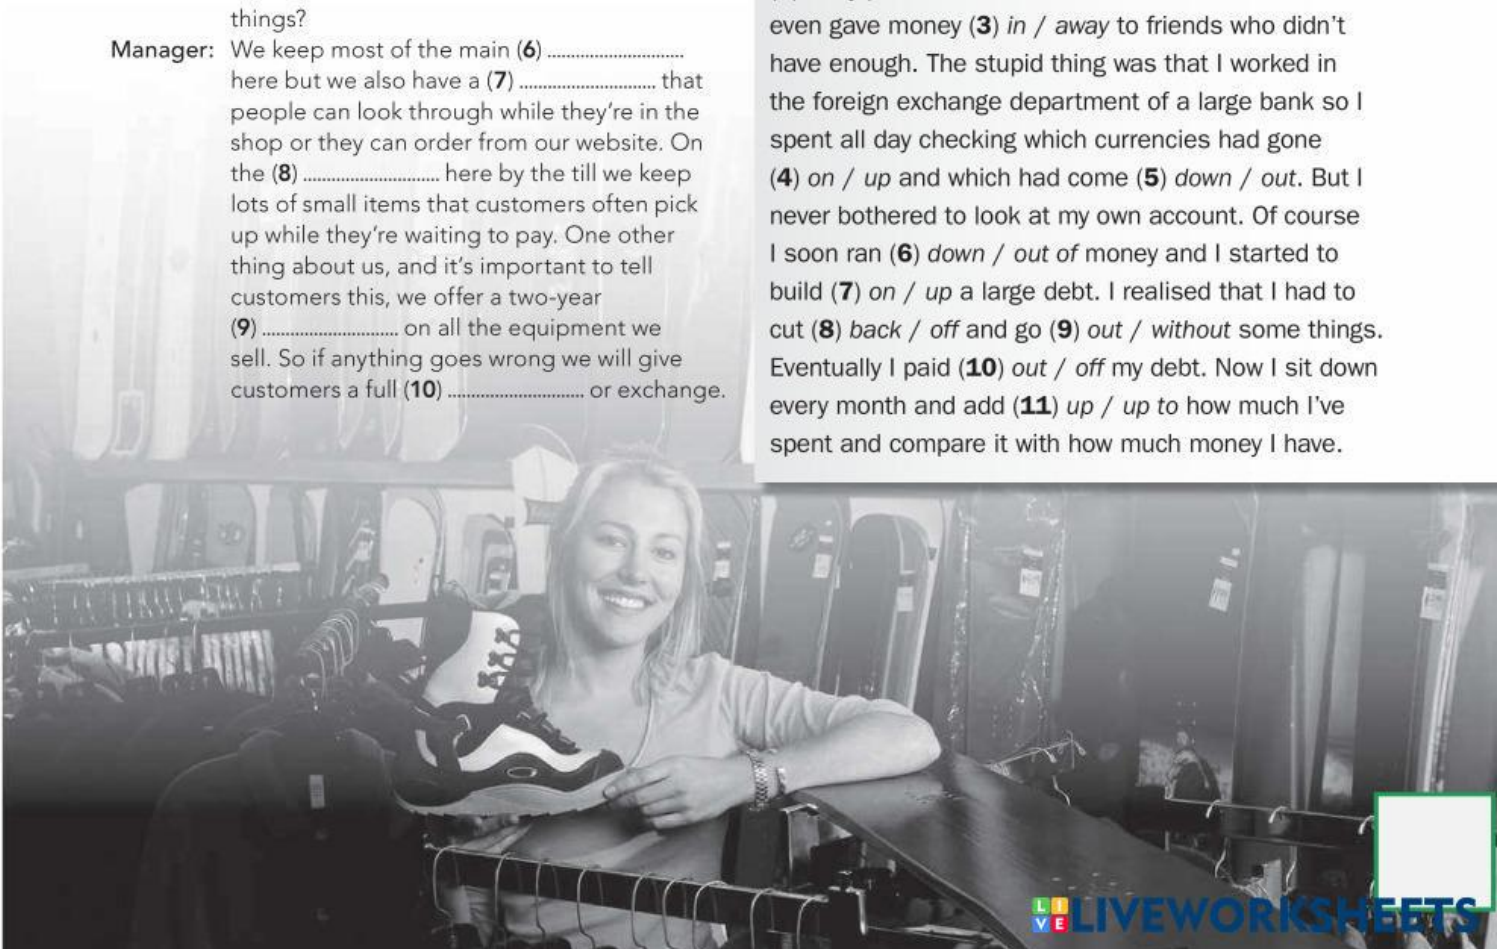 things?
Manager: We keep most of the main (6) ............................
here but we also have a (7) ............................ that
people can look through while they're in the
shop or they can order from our website. On
the (8) ............................ here by the till we keep
lots of small items that customers often pick
up while they're waiting to pay. One other
thing about us, and it's important to tell
customers this, we offer a two-year
(9) ............................ on all the equipment we
sell. So if anything goes wrong we will give
customers a full (10) ............................ or exchange.
even gave money (3) in / away to friends who didn't
have enough. The stupid thing was that I worked in
the foreign exchange department of a large bank so I
spent all day checking which currencies had gone
(4) on / up and which had come (5) down / out. But I
never bothered to look at my own account. Of course
I soon ran (6) down / out of money and I started to
build (7) on / up a large debt. I realised that I had to
cut (8) back / off and go (9) out / without some things.
Eventually I paid (10) out / off my debt. Now I sit down
every month and add (11) up / up to how much I've
spent and compare it with how much money I have.
LIVE LIVEWORKSHEETS